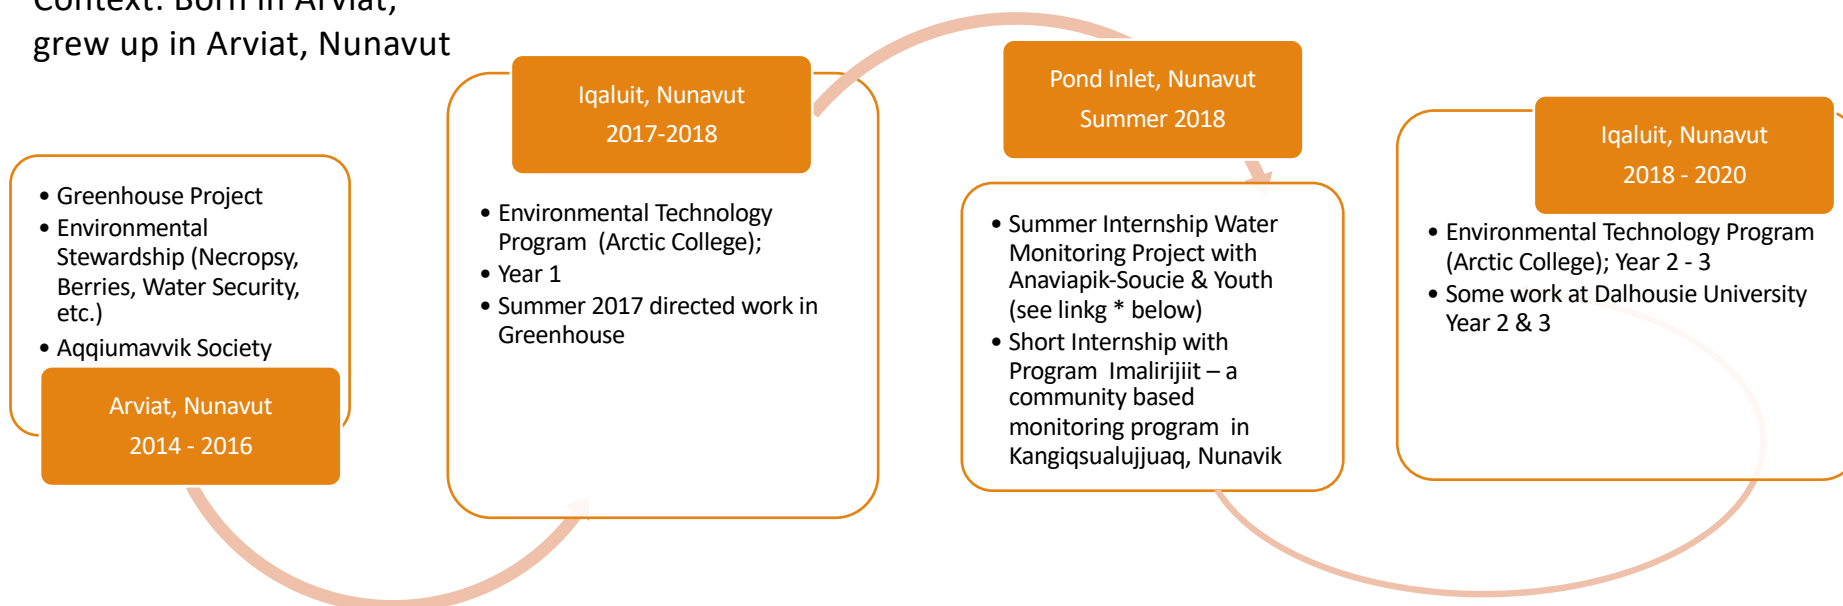 Context: Born in Arviat,
grew up in Arviat, Nunavut
• Greenhouse Project
• Environmental
Stewardship (Necropsy,
Berries, Water Security,
etc.)
• Aqqiumavvik Society
Arviat, Nunavut
2014 - 2016
Iqaluit, Nunavut
2017-2018
• Environmental Technology
Program (Arctic College);
• Year 1
• Summer 2017 directed work in
Greenhouse
Pond Inlet, Nunavut
Summer 2018
• Summer Internship Water
Monitoring Project with
Anaviapik-Soucie & Youth
(see linkg * below)
• Short Internship with
Program Imalirijiit – a
community based
monitoring program in
Kangiqsualujjuaq, Nunavik
Iqaluit, Nunavut
2018 - 2020
• Environmental Technology Program
(Arctic College); Year 2 - 3
• Some work at Dalhousie University
Year 2 & 3